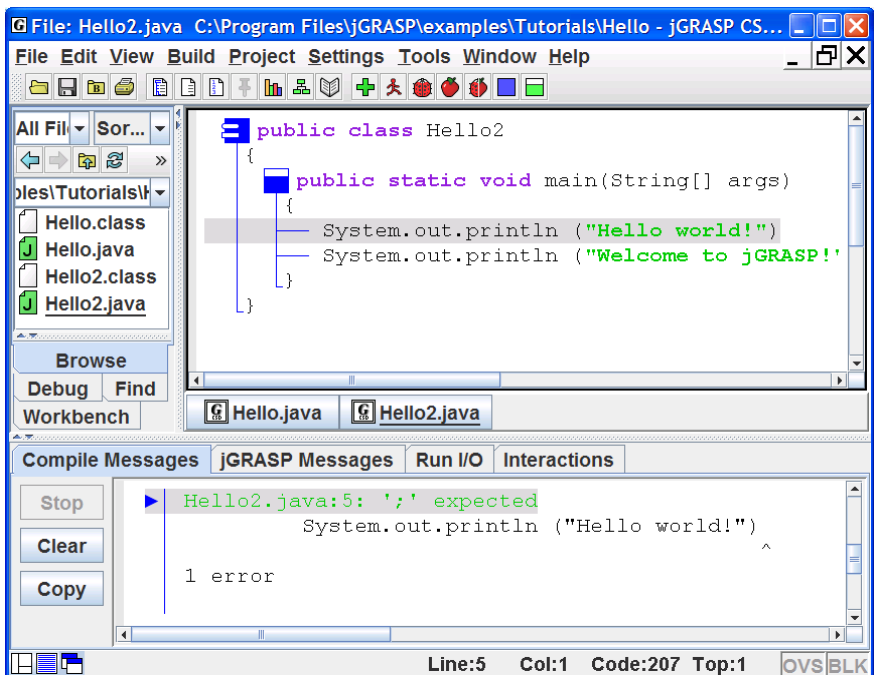 File: Hello2.java C:\Program Files\jGRASP\examples\Tutorials\Hello - jGRASP CS...
File Edit View Build Project Settings Tools Window Help
All Fil Sor...
»
ples\Tutorials\H
Hello.class
Hello.java
Hello2.class
Hello2.java
Browse
Debug Find
Workbench
public class Hello2
{
public static void main(String[] args)
{
System.out.println ("Hello world!")
System.out.println ("Welcome to jGRASP!"
}
}
Hello.java Hello2.java
Compile Messages jGRASP Messages Run I/O Interactions
Stop
Clear
Copy
Hello2.java:5: ';' expected
System.out.println ("Hello world!")
^
1 error
Line:5 Col:1 Code:207 Top:1 OVS BLK